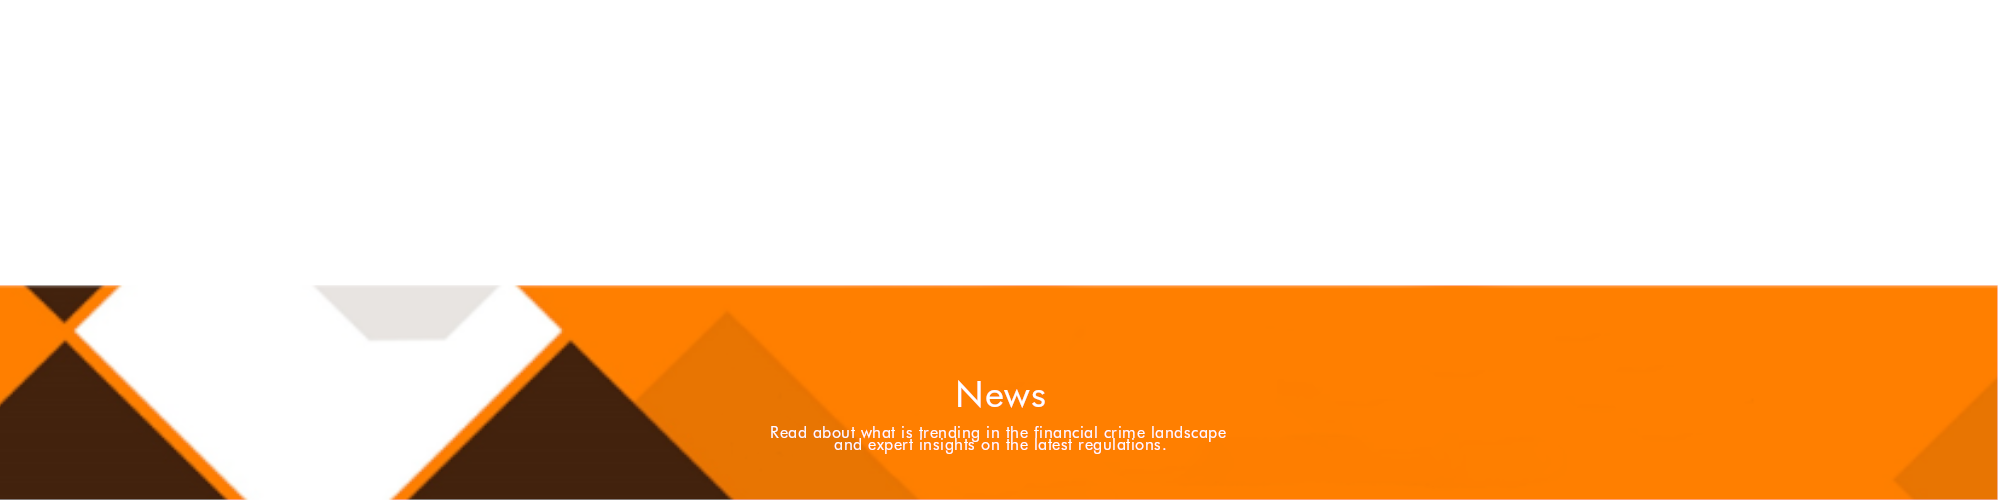 News
Read about what is trending in the financial crime landscape
and expert insights on the latest regulations.